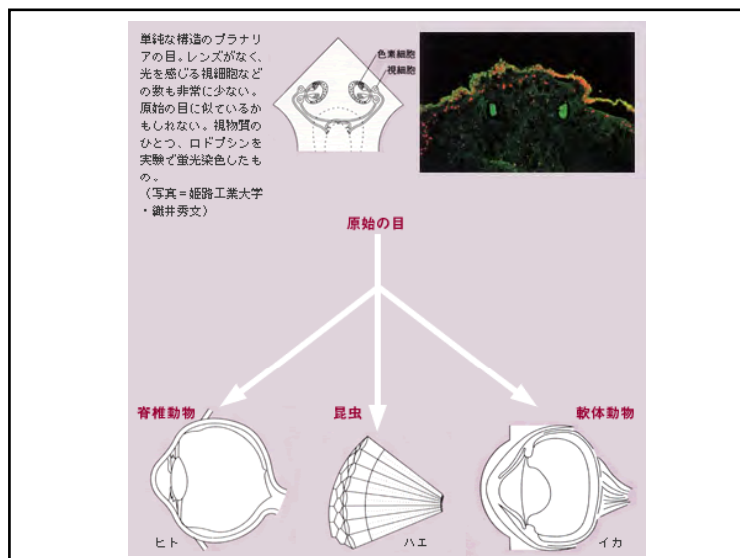 単純な構造のプラナリ
アの目。レンズがなく、
光を感じる視細胞など
の数も非常に少ない。
原始の目に似ているか
もしれない。視物質の
ひとつ、ロドプシンを
実験で蛍光染色したも
の。
(写真=姫路工業大学
・織井秀文)
色素細胞
視細胞
原始の目
脊椎動物
昆虫
軟体動物
ヒト
ハエ
イカ